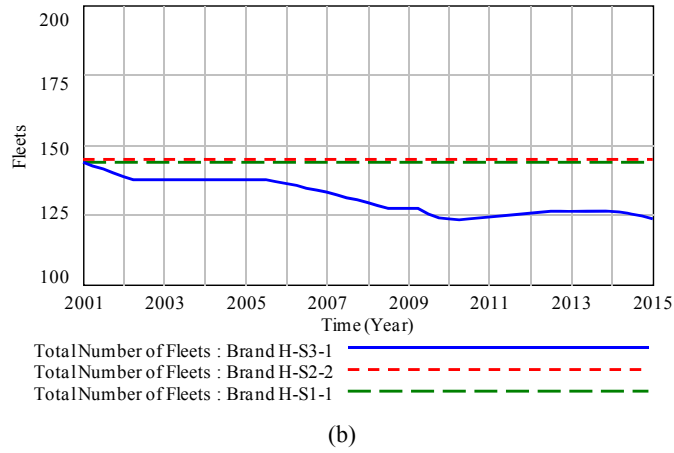 200
175
150
125
100
Fleets
2001 2003 2005 2007 2009 2011 2013 2015
Time (Year)
Total Number of Fleets : Brand H-S3-1
Total Number of Fleets : Brand H-S2-2
Total Number of Fleets : Brand H-S1-1
(b)